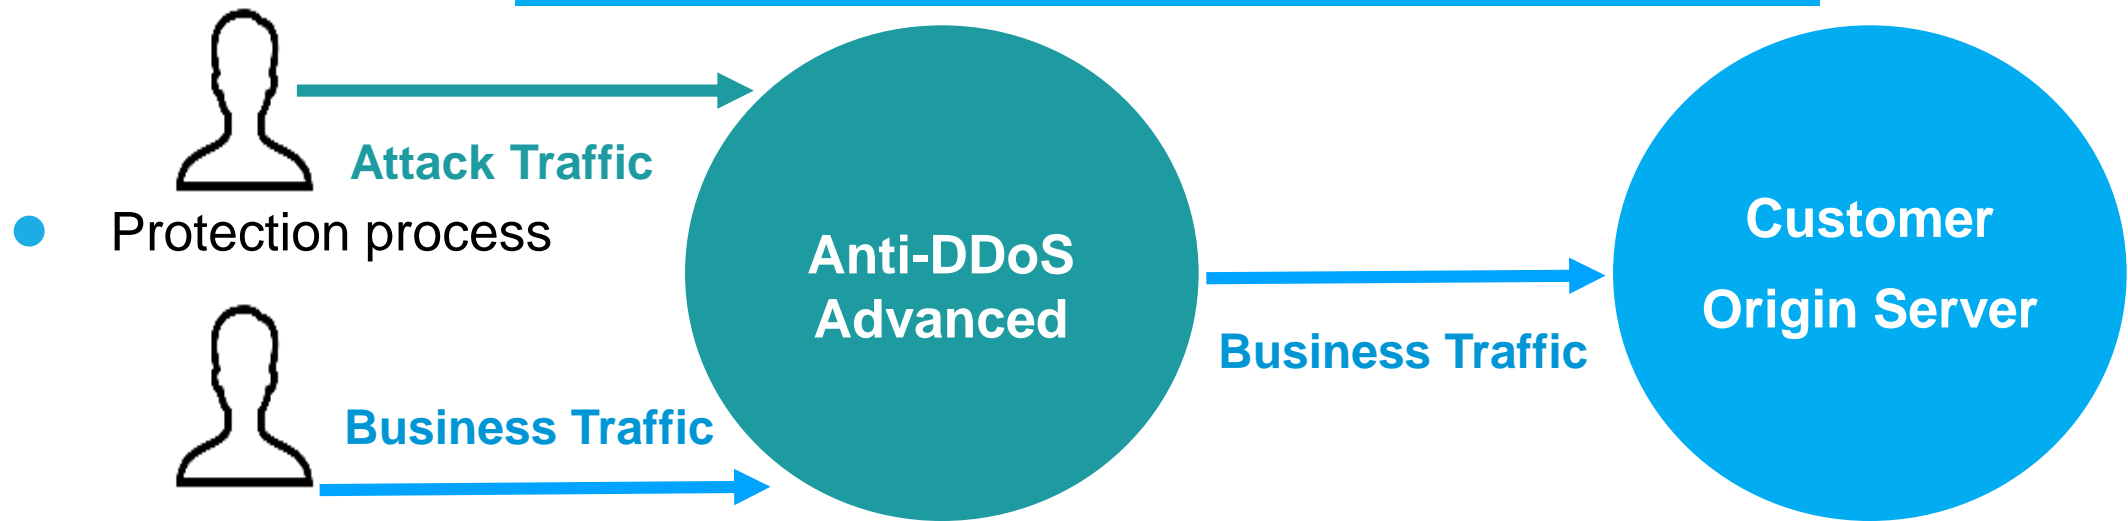 Attack Traffic
Protection process
Business Traffic
Anti-DDoS
Advanced
Business Traffic
Customer
Origin Server